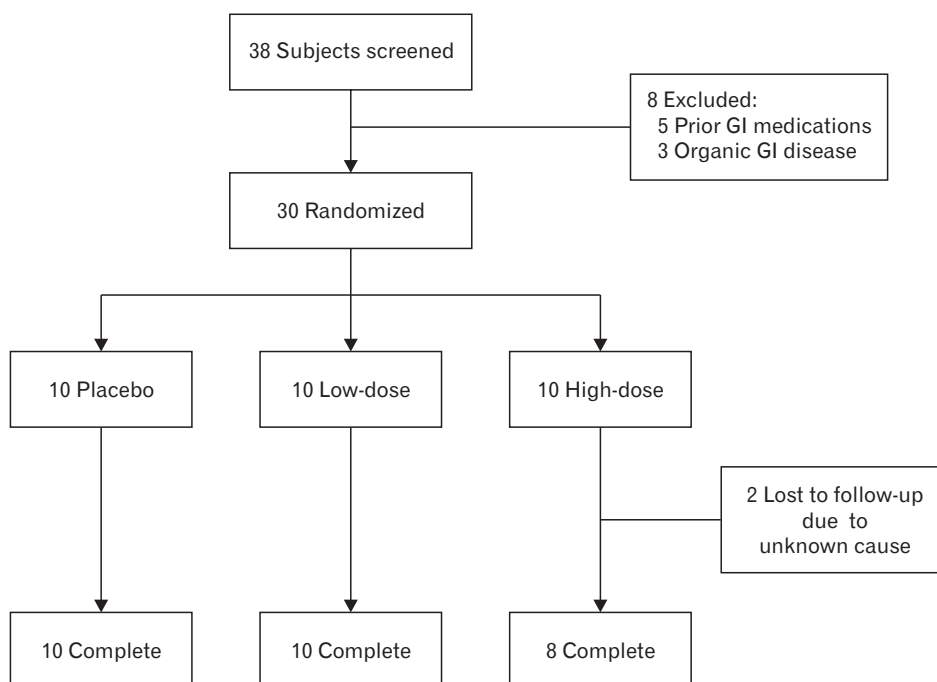 38 Subjects screened
8 Excluded:
5 Prior GI medications
3 Organic GI disease
30 Randomized
10 Placebo
10 Low-dose
10 High-dose
2 Lost to follow-up
due to
unknown cause
10 Complete
10 Complete
8 Complete